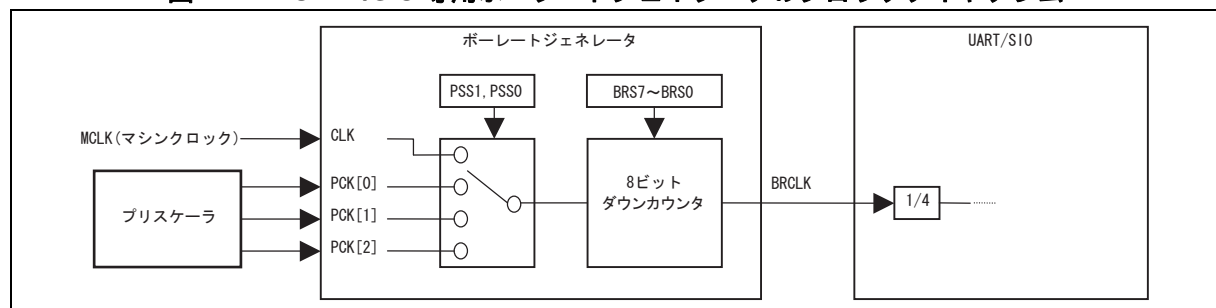 ボーレートジェネレータ
UART/SIO
PSS1,PSS0
BRS7～BRS0
MCLK(マシンクロック)
CLK
プリスケーラ
PCK[0]
PCK[1]
PCK[2]
8ビット
ダウンカウンタ
BRCLK
1/4